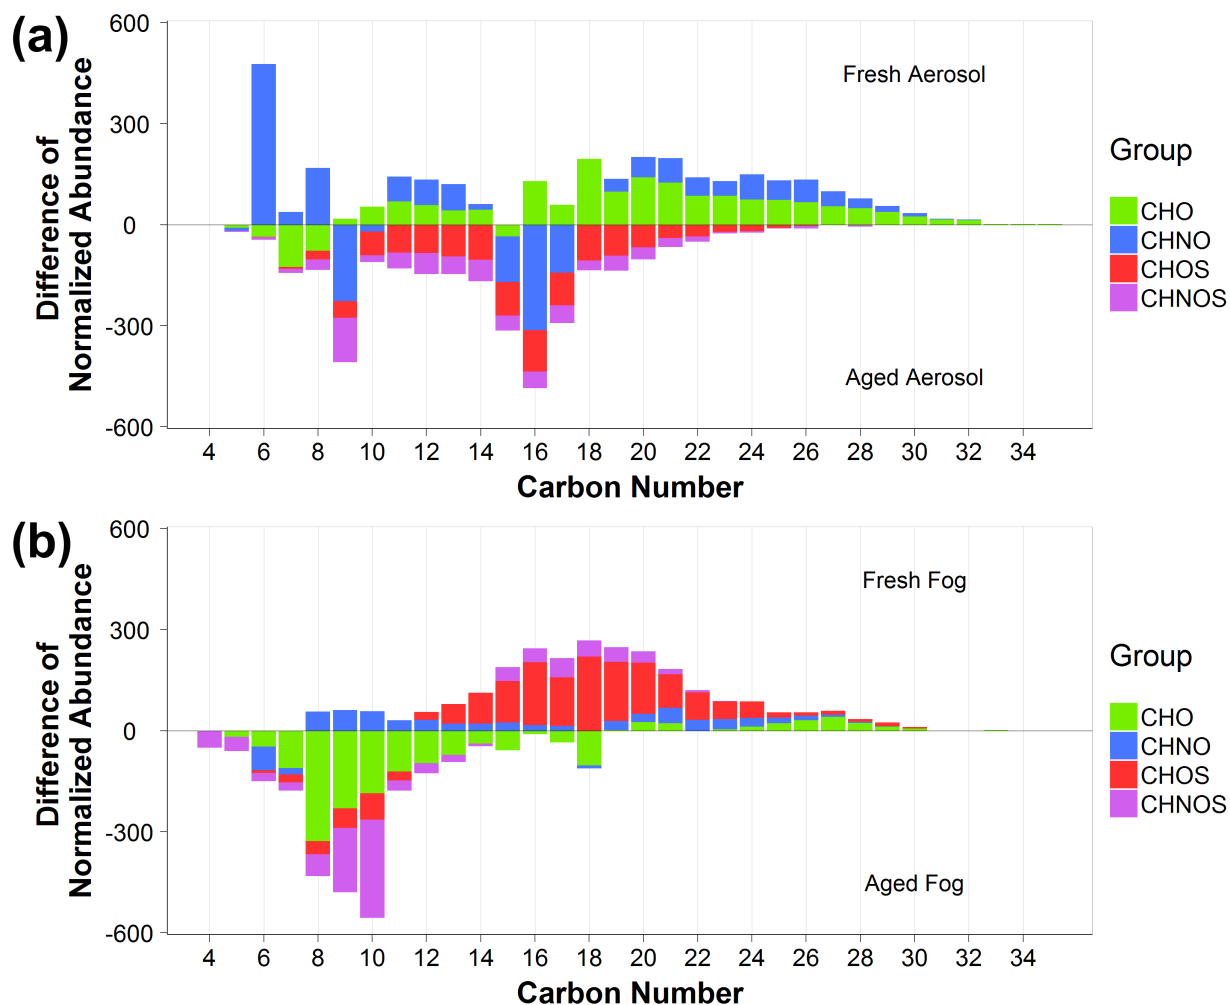 (a)
Difference of
Normalized Abundance
600
300
0
-300
-600
Fresh Aerosol
Aged Aerosol
4 6 8 10 12 14 16 18 20 22 24 26 28 30 32 34
Carbon Number
Group
CHO
CHNO
CHOS
CHNOS
(b)
Difference of
Normalized Abundance
600
300
0
-300
-600
Fresh Fog
Aged Fog
4 6 8 10 12 14 16 18 20 22 24 26 28 30 32 34
Carbon Number
Group
CHO
CHNO
CHOS
CHNOS